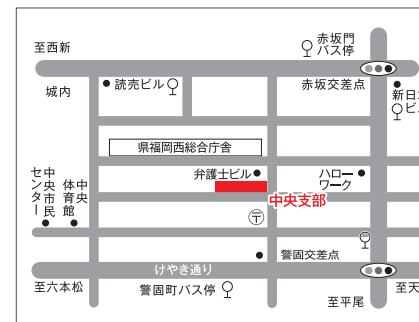 至西新
赤坂門
バス停
城内
読売ビル
赤坂交差点
新日
ビ
県福岡西総合庁舎
弁護士ビル
ハロー
ワーク
中央市民
センター
中央
体育館
中央支部
〒
警固交差点
けやき通り
至六本松
警固町バス停
至平尾
至天